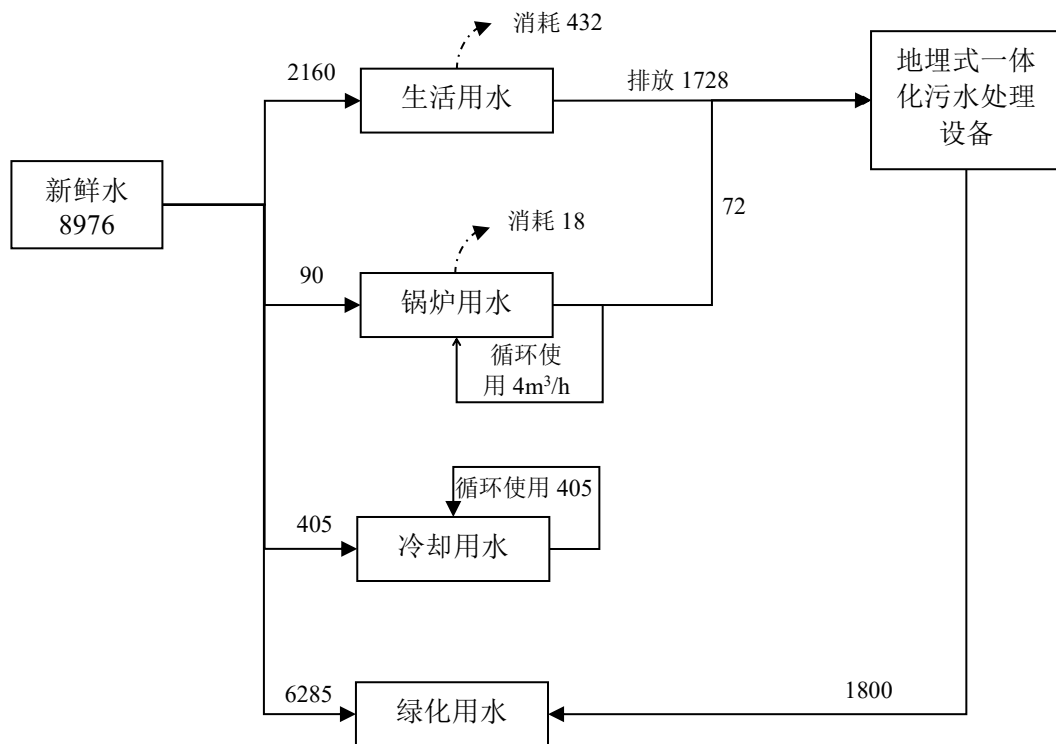 消耗 432
2160
生活用水
排放 1728
地埋式一体
化污水处理
设备
新鲜水
8976
消耗 18
72
90
锅炉用水
循环使
用 4m³/h
循环使用 405
405
冷却用水
6285
绿化用水
1800